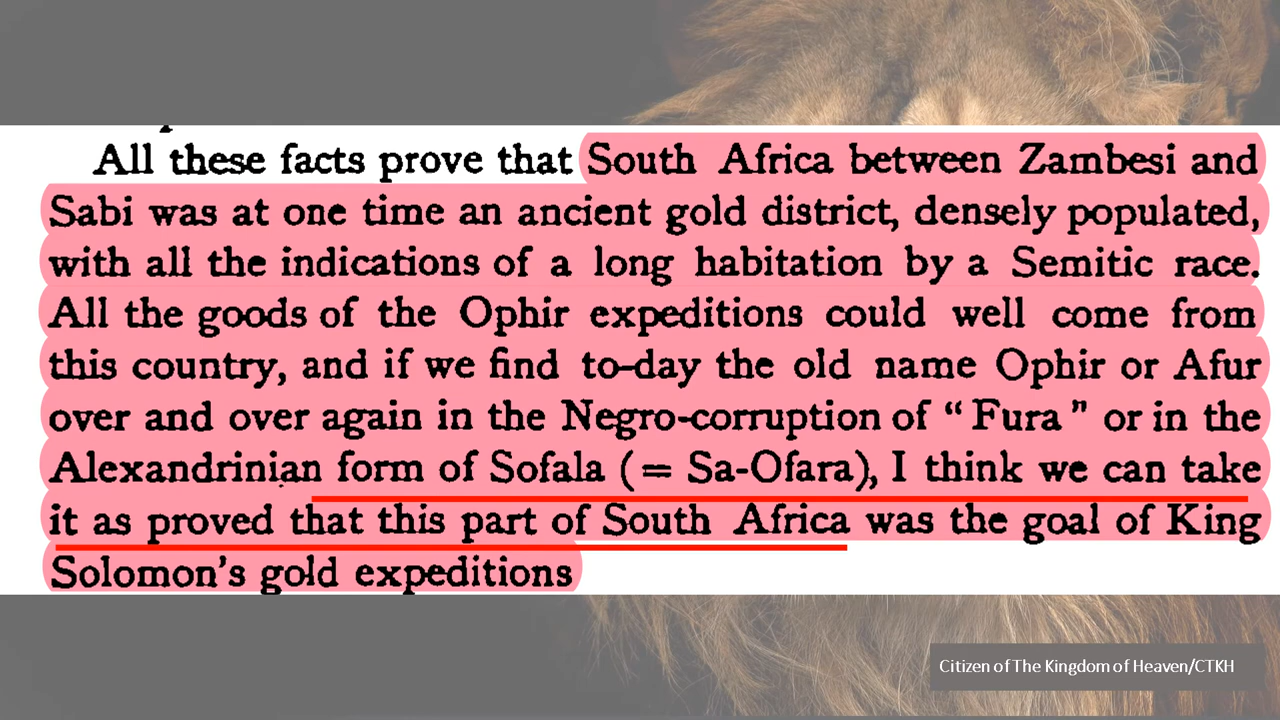 All these facts prove that South Africa between Zambesi and
Sabi was at one time an ancient gold district, densely populated,
with all the indications of a long habitation by a Semitic race.
All the goods of the Ophir expeditions could well come from
this country, and if we find to-day the old name Ophir or Afur
over and over again in the Negro-corruption of “ Fura ” or in the
Alexandrinian form of Sofala ( = Sa-Ofara), I think we can take
it as proved that this part of South Africa was the goal of King
Solomon's gold expeditions
Citizen of The Kingdom of Heaven/CTKH